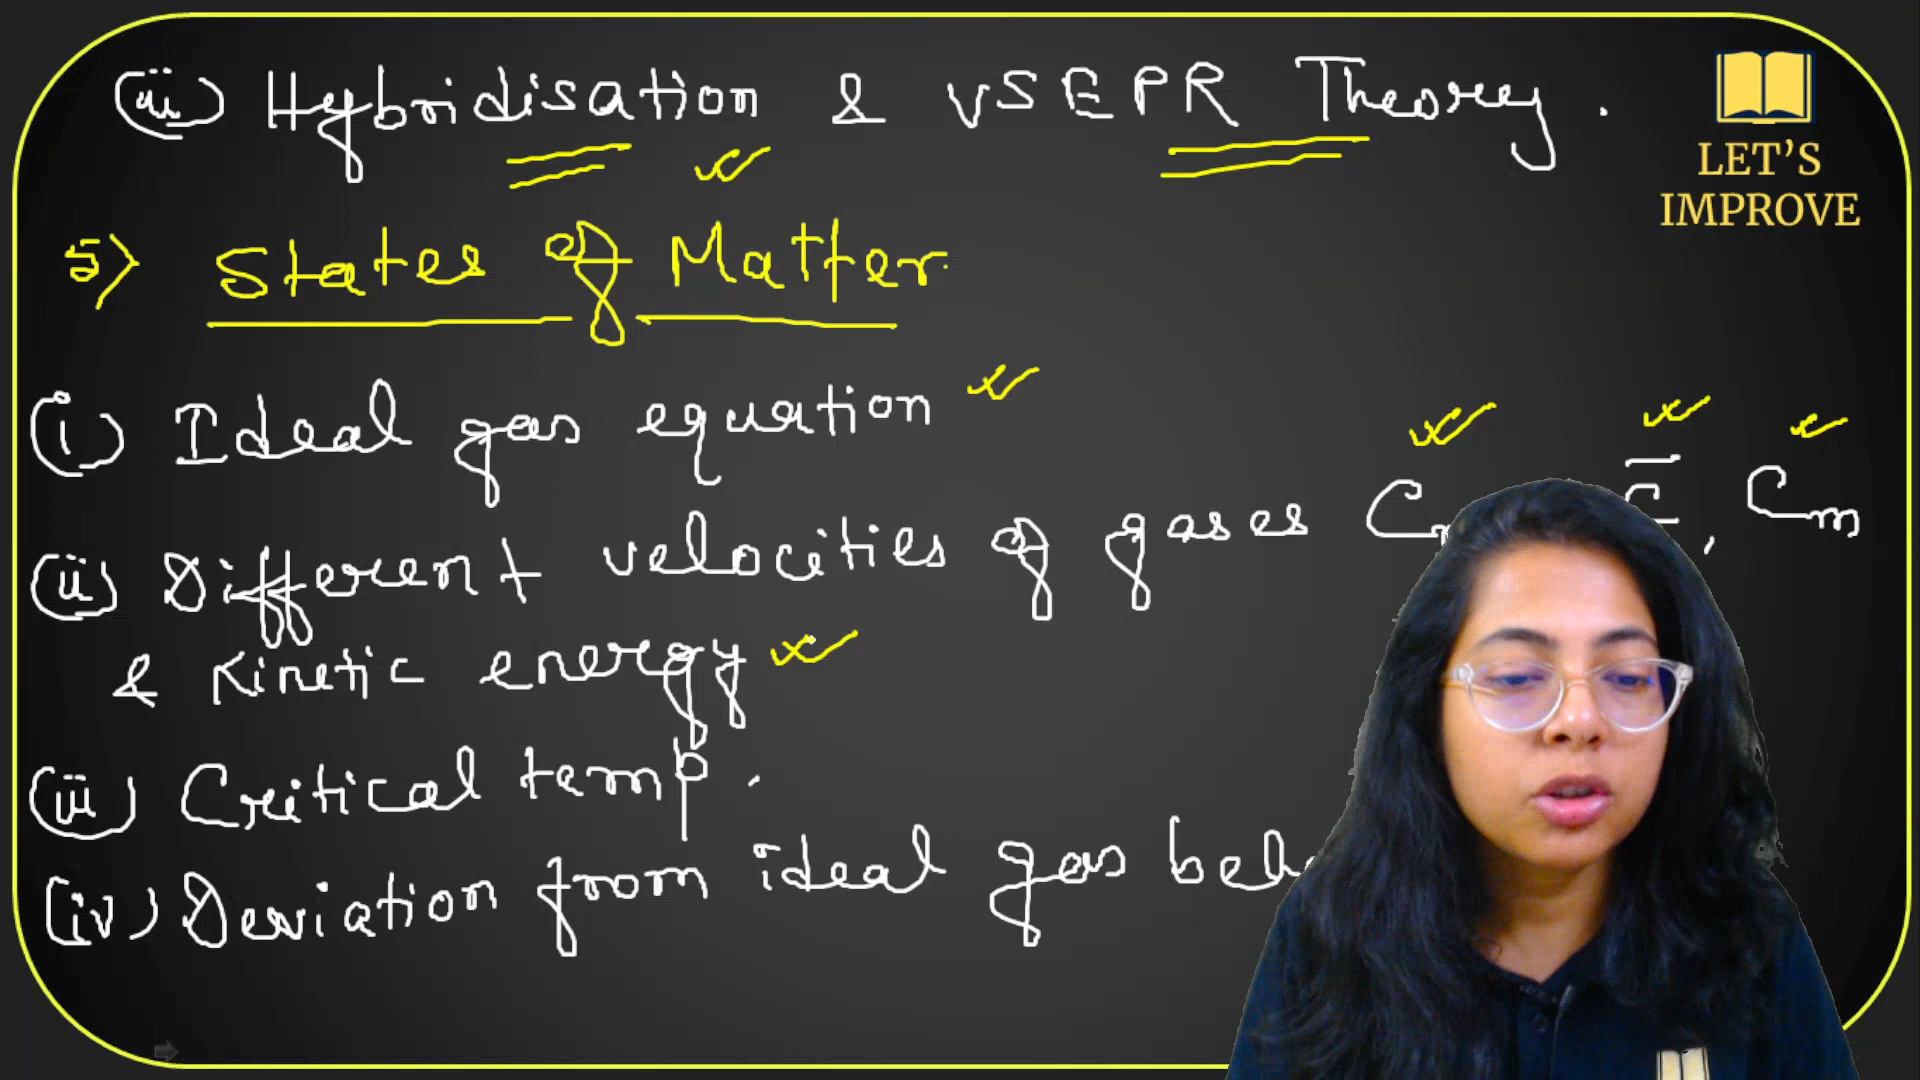 (iii) Hybridisation & VSEPR Theory.
LET'S
IMPROVE
5) States of Matter.
(i) Ideal gas equation
(ii) Different velocities of gases C , C̅ , Cm
& Kinetic energy
(iii) Critical temp.
(iv) Deviation from ideal gas